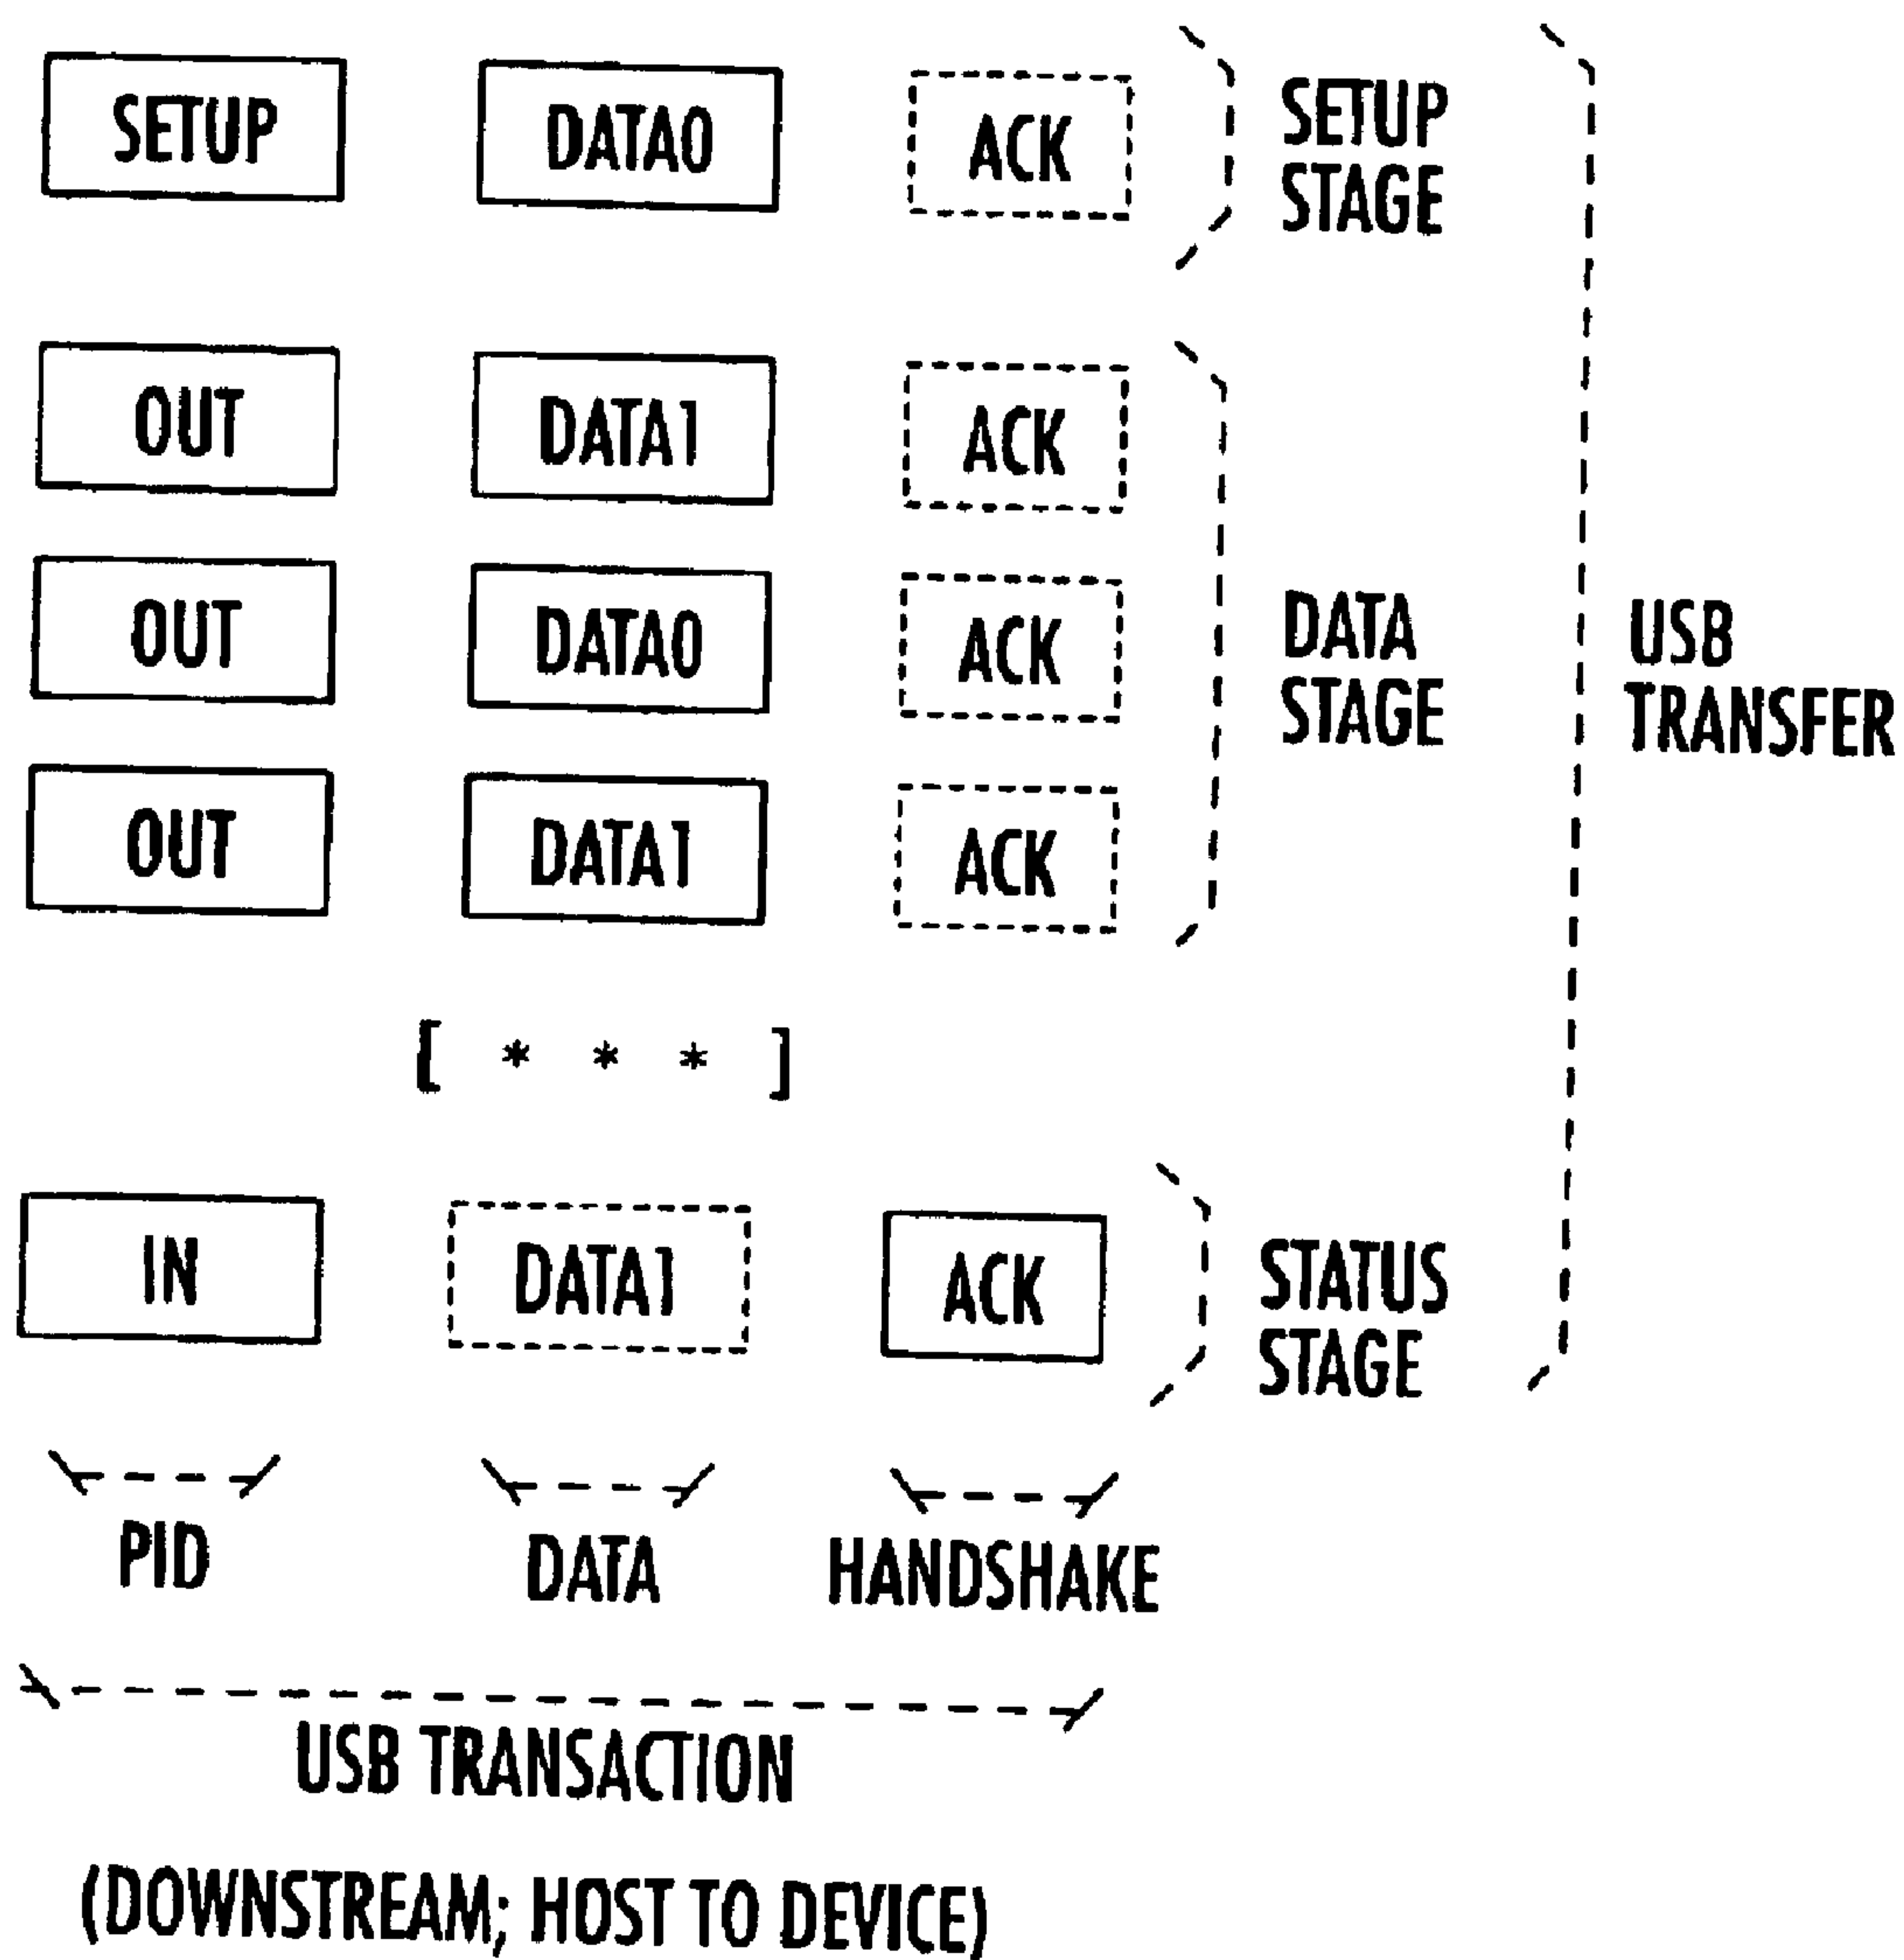 SETUP DATA0 ACK SETUP
STAGE
OUT DATA1 ACK
OUT DATA0 ACK DATA
STAGE
USB
TRANSFER
OUT DATA1 ACK
[ * * * ]
IN DATA1 ACK STATUS
STAGE
PID DATA HANDSHAKE
USB TRANSACTION
(DOWNSTREAM; HOST TO DEVICE)